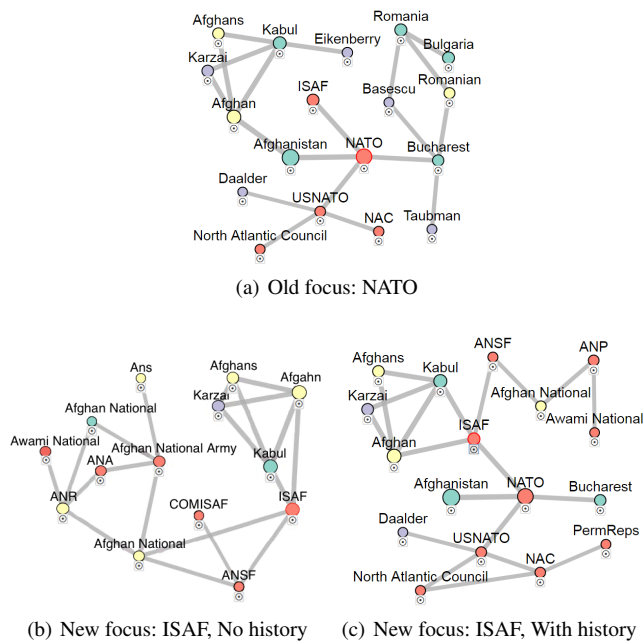 Romania
Afghans
Kabul
Eikenberry
Bulgaria
Karzai
Romanian
ISAF
Basescu
Afghan
Afghanistan
NATO
Bucharest
Daalder
USNATO
NAC
Taubman
North Atlantic Council
(a) Old focus: NATO
Ans
Afghans
Afgahn
Karzai
Afghan National
Awami National
Afghan National Army
ANA
Kabul
ANR
COMISAF
ISAF
Afghan National
ANSF
(b) New focus: ISAF, No history
ANSF
ANP
Afghans
Kabul
Karzai
Afghan National
ISAF
Awami National
Afghan
Afghanistan
NATO
Bucharest
Daalder
USNATO
PermReps
NAC
North Atlantic Council
(c) New focus: ISAF, With history